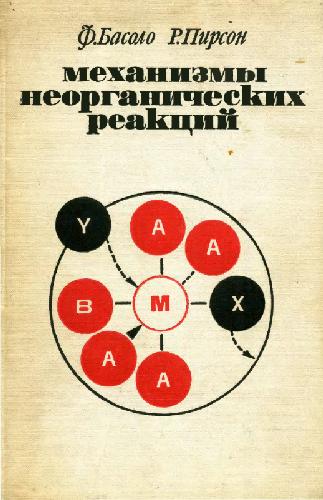 Ф. Басоло Р. Пирсон
механизмы
неорганических
реакций
Y
A
A
B
M
X
A
A